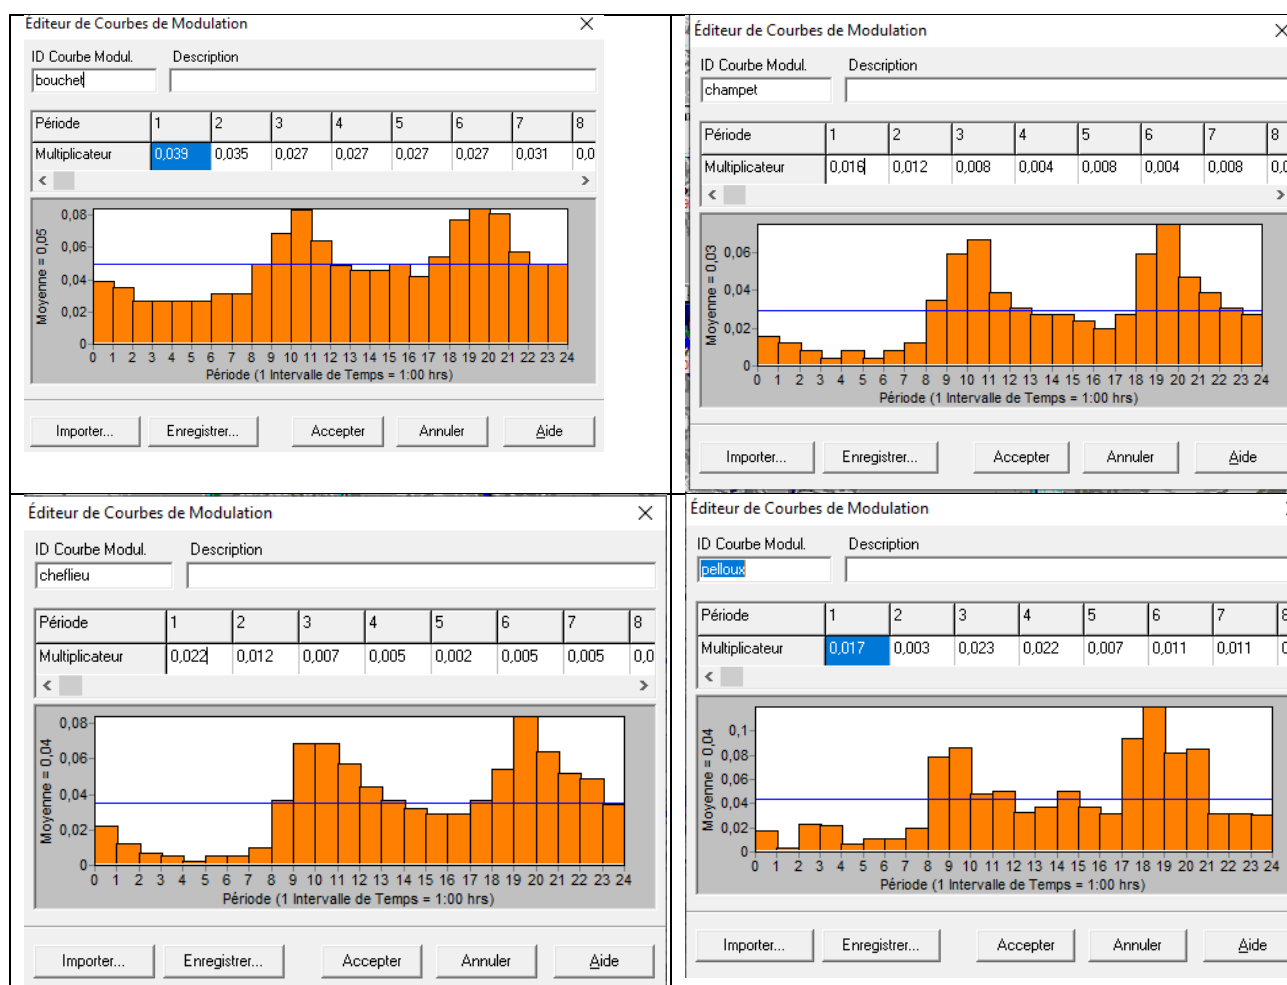 Éditeur de Courbes de Modulation
ID Courbe Modul. Description
bouchet
Période 1 2 3 4 5 6 7 8
Multiplicateur 0,039 0,035 0,027 0,027 0,027 0,027 0,031 0,0
Moyenne = 0,05
0,08
0,06
0,04
0,02
0
0 1 2 3 4 5 6 7 8 9 10 11 12 13 14 15 16 17 18 19 20 21 22 23 24
Période (1 Intervalle de Temps = 1:00 hrs)
Importer... Enregistrer... Accepter Annuler Aide
Éditeur de Courbes de Modulation
ID Courbe Modul. Description
champet
Période 1 2 3 4 5 6 7 8
Multiplicateur 0,016 0,012 0,008 0,004 0,008 0,004 0,008 0,0
Moyenne = 0,03
0,06
0,04
0,02
0
0 1 2 3 4 5 6 7 8 9 10 11 12 13 14 15 16 17 18 19 20 21 22 23 24
Période (1 Intervalle de Temps = 1:00 hrs)
Importer... Enregistrer... Accepter Annuler Aide
Éditeur de Courbes de Modulation
ID Courbe Modul. Description
cheflieu
Période 1 2 3 4 5 6 7 8
Multiplicateur 0,022 0,012 0,007 0,005 0,002 0,005 0,005 0,0
Moyenne = 0,04
0,08
0,06
0,04
0,02
0
0 1 2 3 4 5 6 7 8 9 10 11 12 13 14 15 16 17 18 19 20 21 22 23 24
Période (1 Intervalle de Temps = 1:00 hrs)
Importer... Enregistrer... Accepter Annuler Aide
Éditeur de Courbes de Modulation
ID Courbe Modul. Description
pelloux
Période 1 2 3 4 5 6 7 8
Multiplicateur 0,017 0,003 0,023 0,022 0,007 0,011 0,011
Moyenne = 0,04
0,1
0,08
0,06
0,04
0,02
0
0 1 2 3 4 5 6 7 8 9 10 11 12 13 14 15 16 17 18 19 20 21 22 23 24
Période (1 Intervalle de Temps = 1:00 hrs)
Importer... Enregistrer... Accepter Annuler Aide